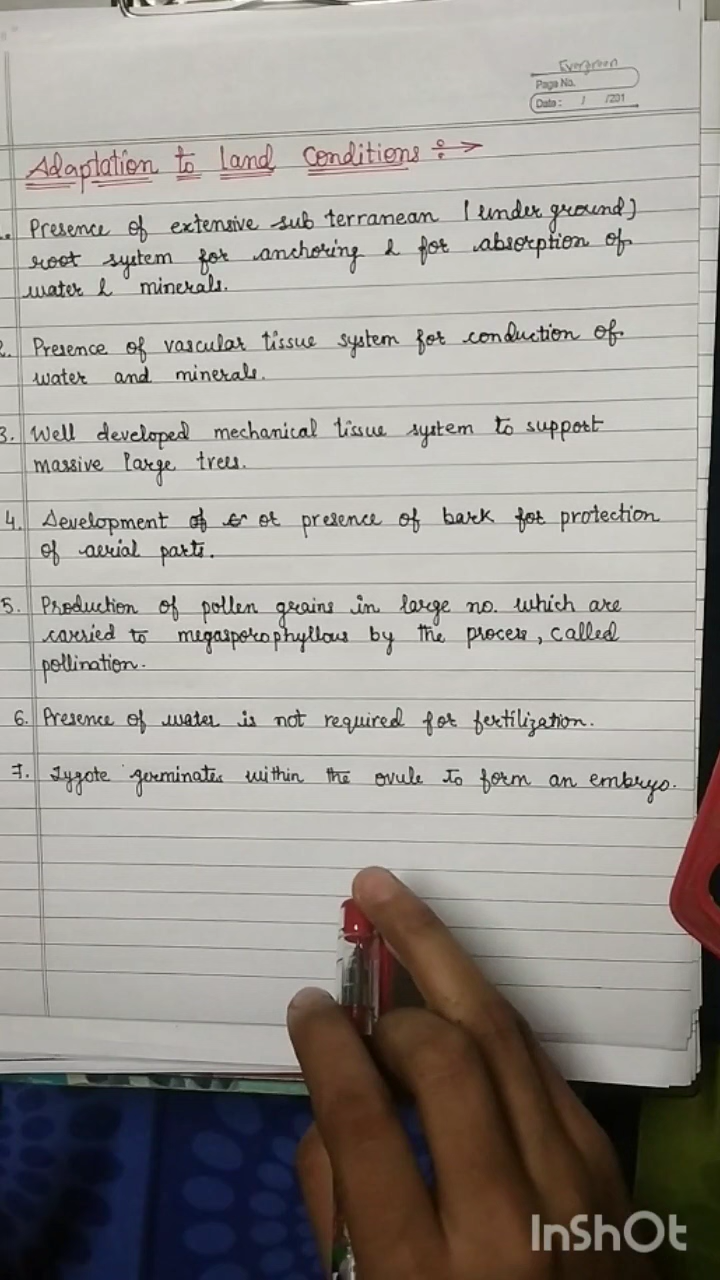 Evergreen
Page No.
Date : / /201
Adaptation to land conditions ÷→
Presence of extensive sub terranean (under ground)
root system for anchoring & for absorption of
water & minerals.
2. Presence of vascular tissue system for conduction of
water and minerals.
3. Well developed mechanical tissue system to support
massive large trees.
4. Development of or presence of bark for protection
of aerial parts.
5. Production of pollen grains in large no. which are
carried to megasporophyllous by the process, called
pollination.
6. Presence of water is not required for fertilization.
7. Zygote germinates within the ovule to form an embryo.
InShOt